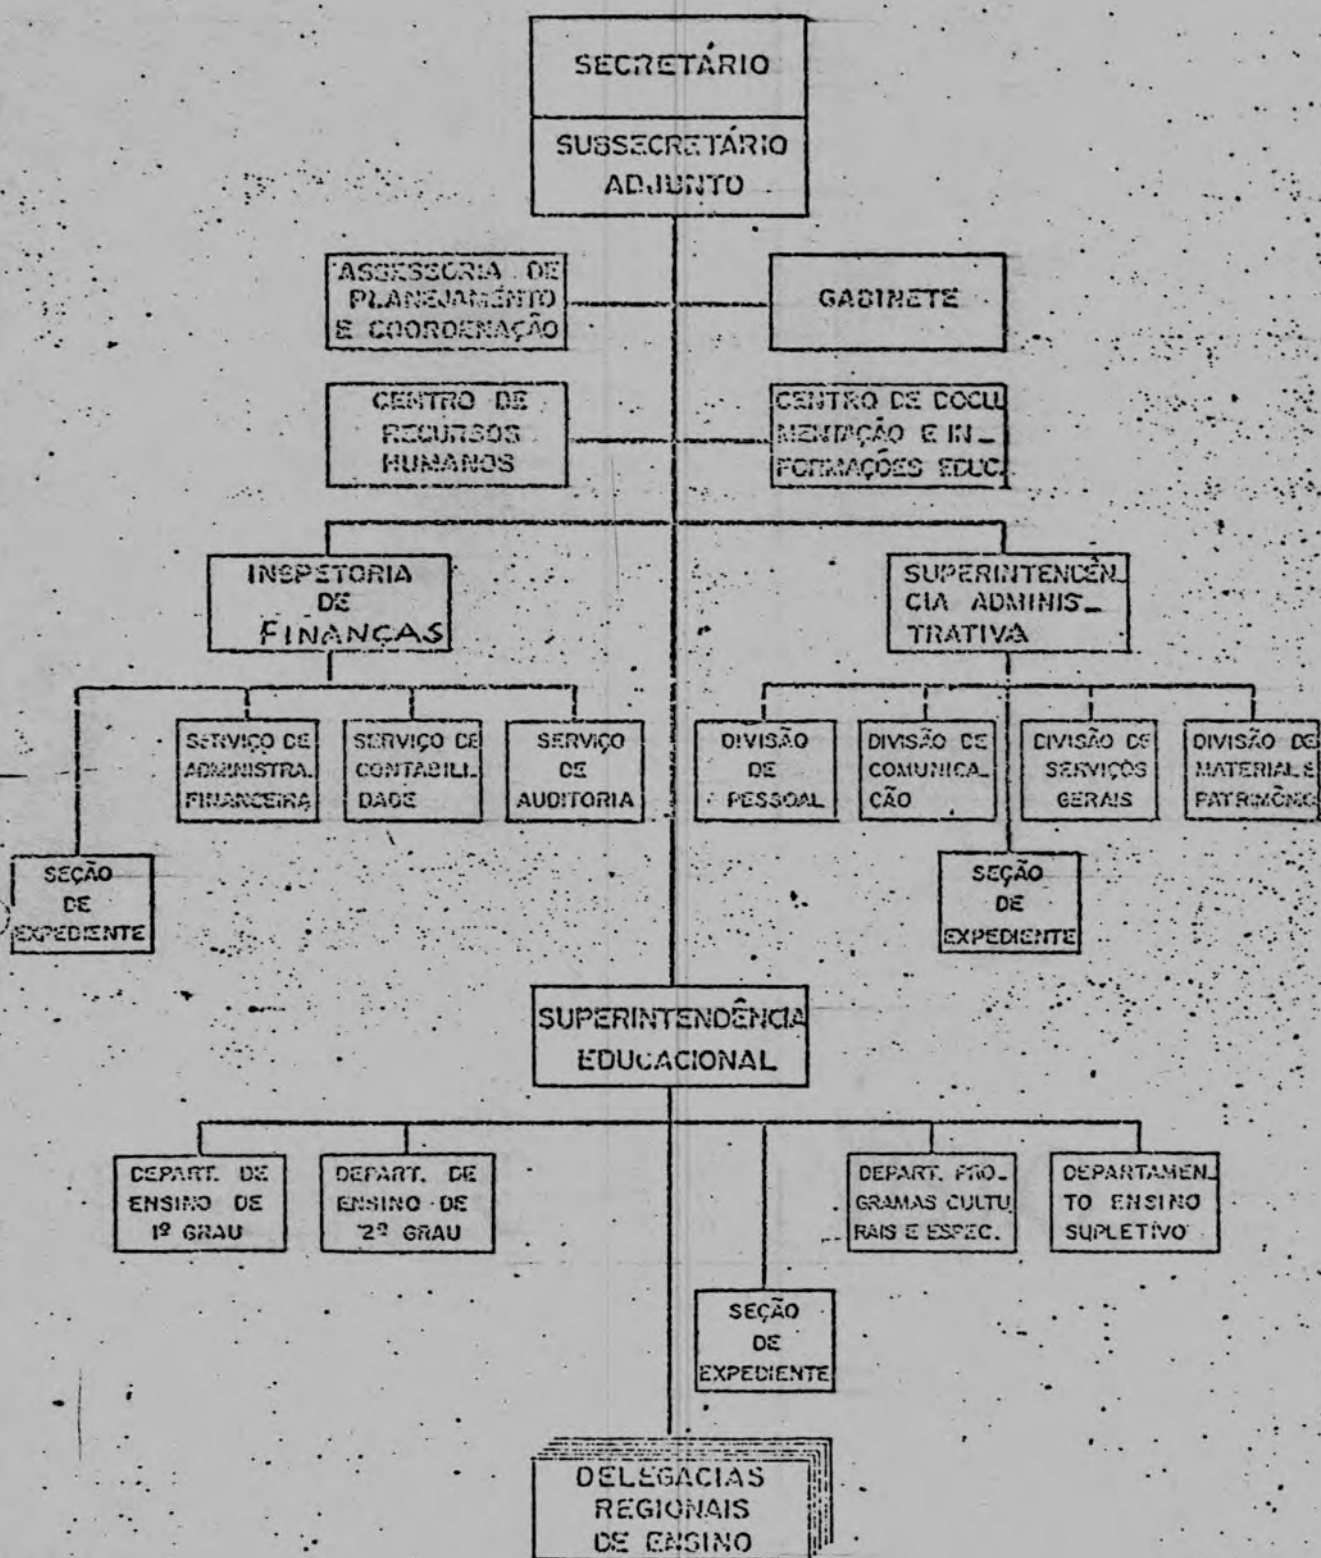 SECRETÁRIO
SUBSECRETÁRIO
ADJUNTO
ASSESSORIA DE
PLANEJAMENTO
E COORDENAÇÃO
GABINETE
CENTRO DE
RECURSOS
HUMANOS
CENTRO DE DOCU
MENTAÇÃO E IN_
FORMAÇÕES EDUC.
INSPETORIA
DE
FINANÇAS
SUPERINTENDÊN_
CIA ADMINIS_
TRATIVA
SERVIÇO DE
ADMINISTRA.
FINANCEIRA
SERVIÇO DE
CONTABILI_
DADE
SERVIÇO
DE
AUDITORIA
DIVISÃO
DE
PESSOAL
DIVISÃO DE
COMUNICA_
ÇÃO
DIVISÃO DE
SERVIÇOS
GERAIS
DIVISÃO DE
MATERIAL E
PATRIMÔNIO
SEÇÃO
DE
EXPEDIENTE
SEÇÃO
DE
EXPEDIENTE
SUPERINTENDÊNCIA
EDUCACIONAL
DEPART. DE
ENSINO DE
1º GRAU
DEPART. DE
ENSINO DE
2º GRAU
DEPART. PRO_
GRAMAS CULTU
RAIS E ESPEC.
DEPARTAMEN_
TO ENSINO
SUPLETIVO
SEÇÃO
DE
EXPEDIENTE
DELEGACIAS
REGIONAIS
DE ENSINO